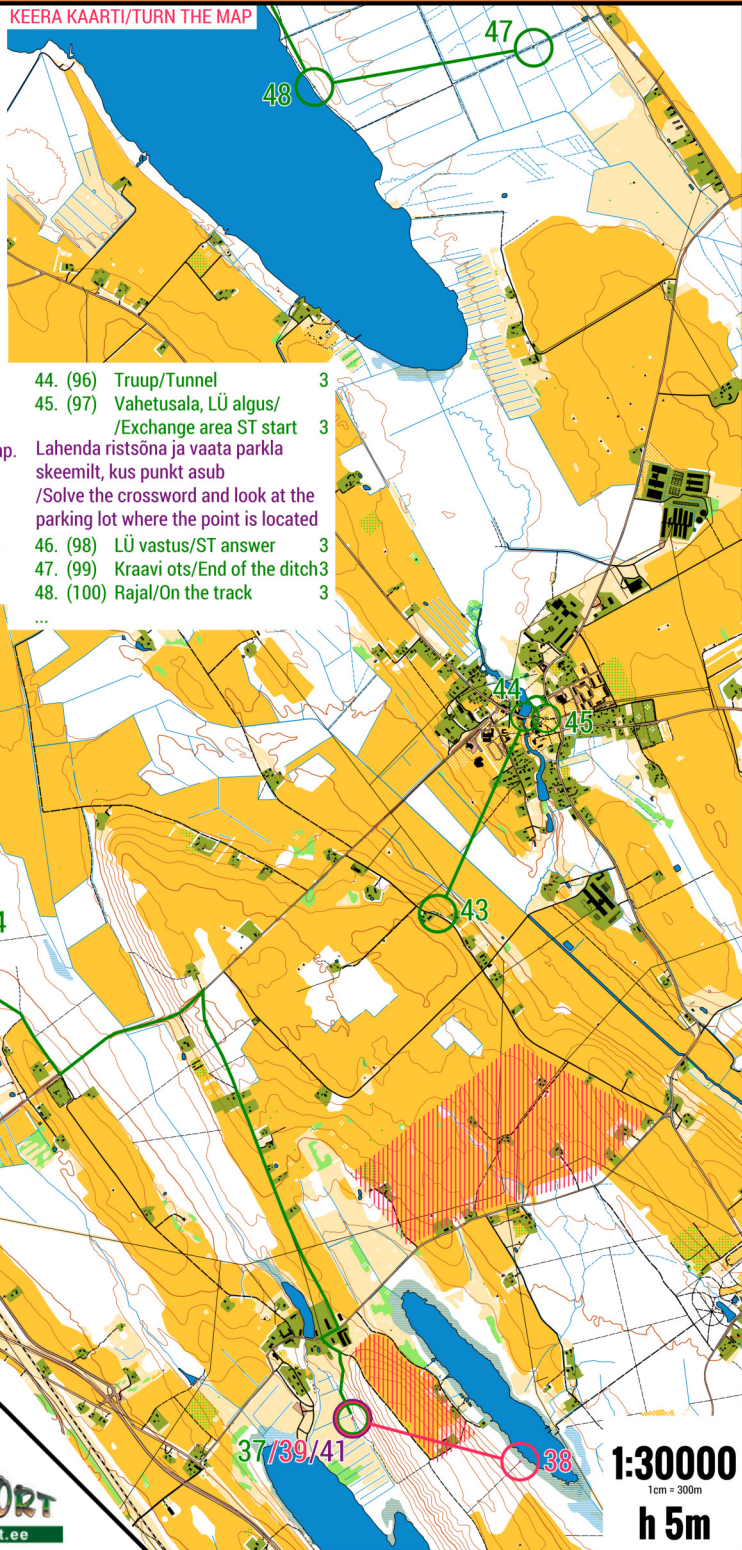 KEERA KAARTI/TURN THE MAP
47
48
44. (96) Truup/Tunnel 3
45. (97) Vahetusala, LÜ algus/
/Exchange area ST start 3
Lahenda ristsõna ja vaata parkla
skeemilt, kus punkt asub
/Solve the crossword and look at the
parking lot where the point is located
46. (98) LÜ vastus/ST answer 3
47. (99) Kraavi ots/End of the ditch 3
48. (100) Rajal/On the track 3
...
44
45
43
37/39/41
38
1:30000
1cm = 300m
h 5m